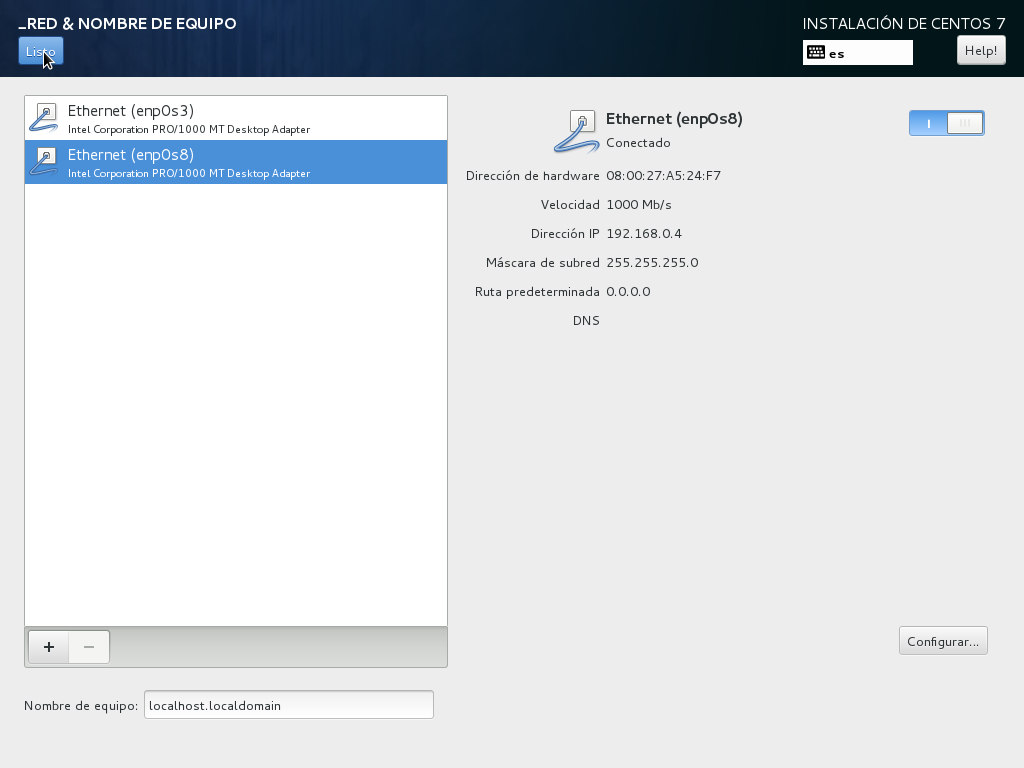 _RED & NOMBRE DE EQUIPO
INSTALACIÓN DE CENTOS 7
Listo
es
Help!
Ethernet (enp0s3)
Intel Corporation PRO/1000 MT Desktop Adapter
Ethernet (enp0s8)
Intel Corporation PRO/1000 MT Desktop Adapter
Ethernet (enp0s8)
Conectado
Dirección de hardware 08:00:27:A5:24:F7
Velocidad 1000 Mb/s
Dirección IP 192.168.0.4
Máscara de subred 255.255.255.0
Ruta predeterminada 0.0.0.0
DNS
Configurar...
Nombre de equipo: localhost.localdomain